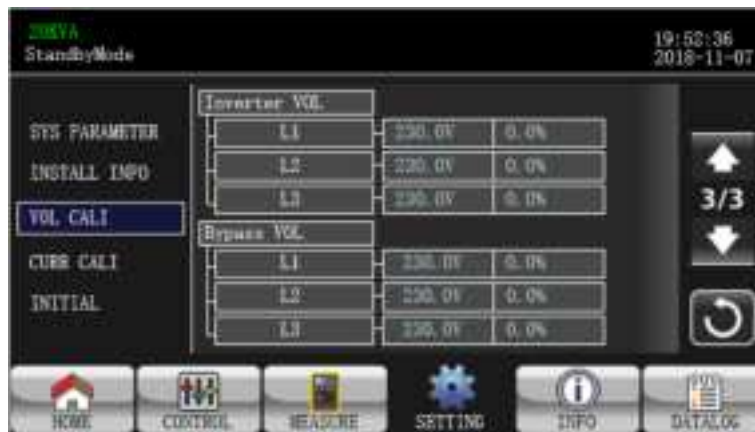 20KVA
StandbyMode
19:52:36
2018-11-07
SYS PARAMETER
INSTALL INFO
VOL CALI
CURR CALI
INITIAL
Inverter VOL
L1 230.0V 0.0%
L2 230.0V 0.0%
L3 230.0V 0.0%
Bypass VOL
L1 230.0V 0.0%
L2 230.0V 0.0%
L3 230.0V 0.0%
3/3
HOME
CONTROL
MEASURE
SETTING
INFO
DATALOG